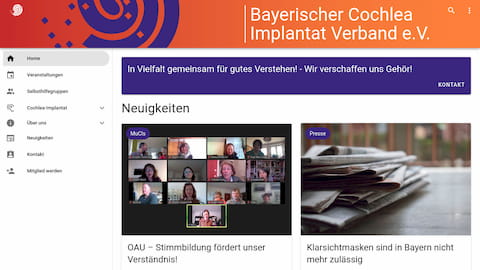 Bayerischer Cochlea
Implantat Verband e.V.
Home
Veranstaltungen
Selbsthilfegruppen
Cochlea Implantat
Über uns
Neuigkeiten
Kontakt
Mitglied werden
In Vielfalt gemeinsam für gutes Verstehen! - Wir verschaffen uns Gehör!
KONTAKT
Neuigkeiten
MuCIs
OAU – Stimmbildung fördert unser
Verständnis!
Presse
Klarsichtmasken sind in Bayern nicht
mehr zulässig